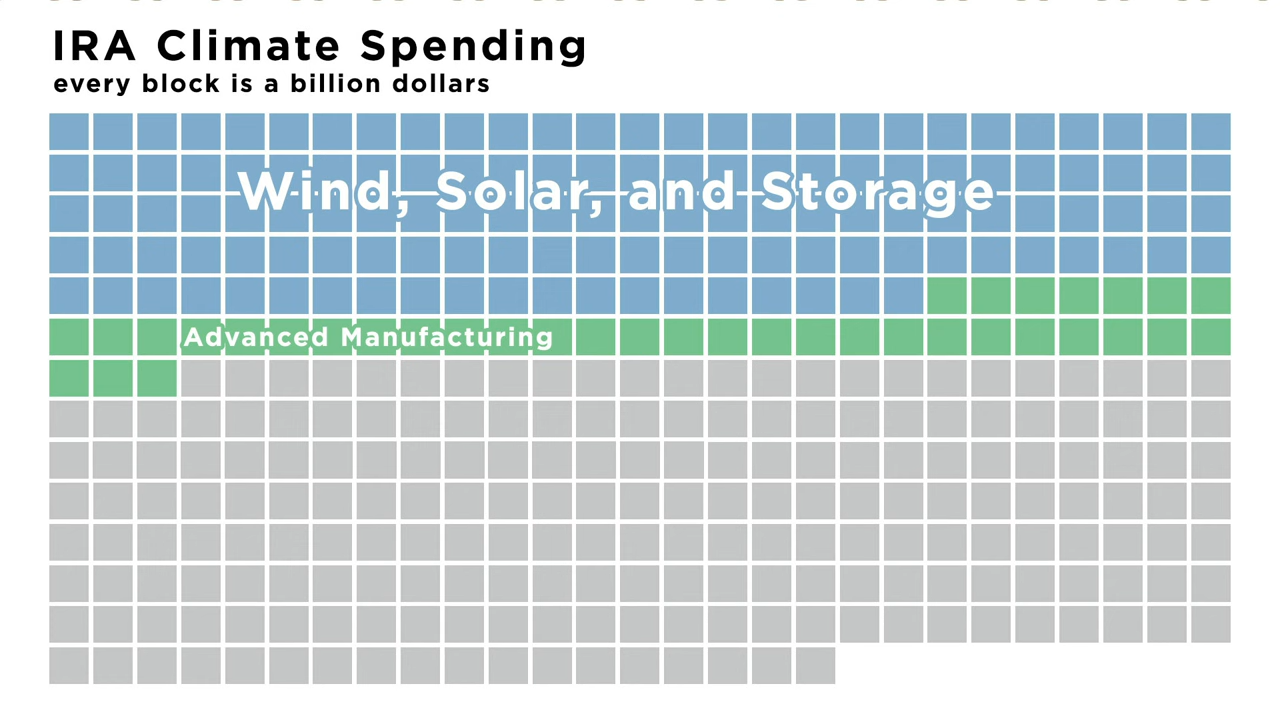 IRA Climate Spending
every block is a billion dollars
Wind, Solar, and Storage
Advanced Manufacturing